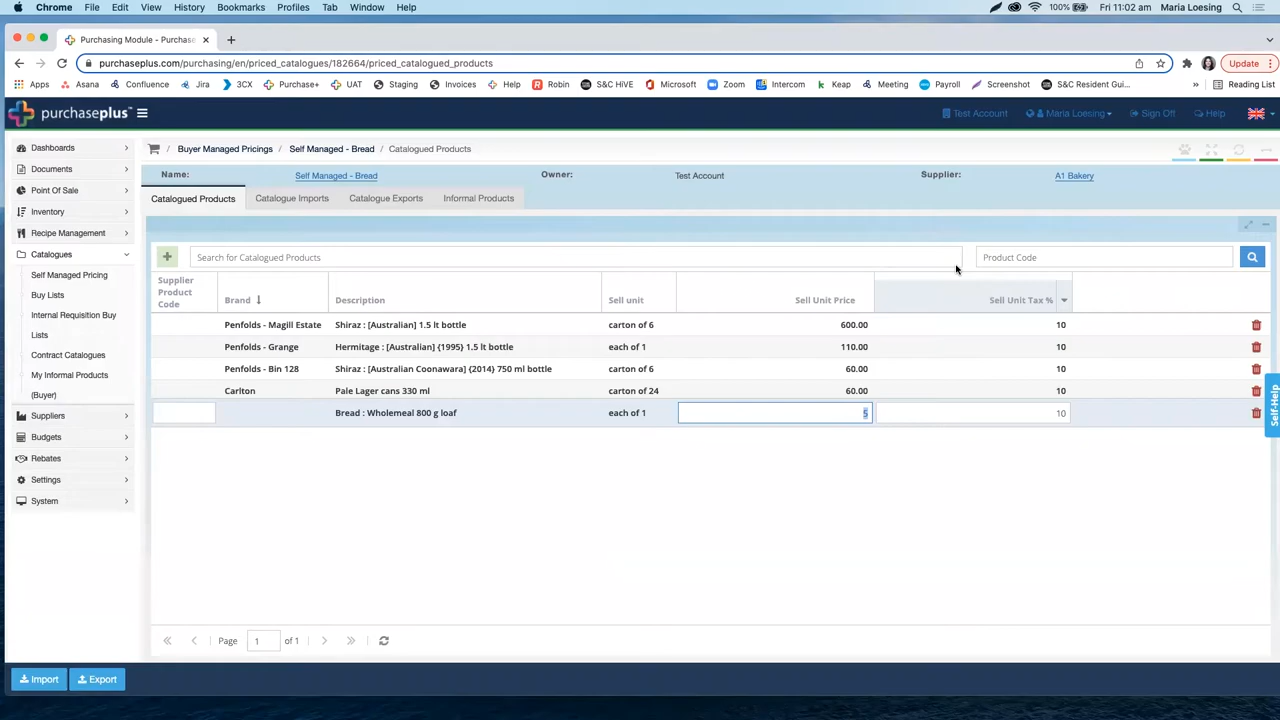 Chrome File Edit View History Bookmarks Profiles Tab Window Help 100% Fri 11:02 am Maria Loesing
Purchasing Module - Purchase
purchaseplus.com/purchasing/en/priced_catalogues/182664/priced_catalogued_products Update
Apps Asana Confluence Jira 3CX Purchase+ UAT Staging Invoices Help Robin S&C HiVE Microsoft Zoom Intercom Keap Meeting Payroll Screenshot S&C Resident Gui... » Reading List
purchaseplus™ Test Account Maria Loesing Sign Off Help
Dashboards
Documents
Point Of Sale
Inventory
Recipe Management
Catalogues
Self Managed Pricing
Buy Lists
Internal Requisition Buy
Lists
Contract Catalogues
My Informal Products
(Buyer)
Suppliers
Budgets
Rebates
Settings
System
/ Buyer Managed Pricings / Self Managed - Bread / Catalogued Products
Name: Self Managed - Bread Owner: Test Account Supplier: A1 Bakery
Catalogued Products Catalogue Imports Catalogue Exports Informal Products
+ Search for Catalogued Products Product Code
Supplier
Product
Code
Brand Description Sell unit Sell Unit Price Sell Unit Tax %
Penfolds - Magill Estate Shiraz : [Australian] 1.5 lt bottle carton of 6 600.00 10
Penfolds - Grange Hermitage : [Australian] {1995} 1.5 lt bottle each of 1 110.00 10
Penfolds - Bin 128 Shiraz : [Australian Coonawara] {2014} 750 ml bottle carton of 6 60.00 10
Carlton Pale Lager cans 330 ml carton of 24 60.00 10
Bread : Wholemeal 800 g loaf each of 1 5 10
Self-Help
Page 1 of 1
Import Export